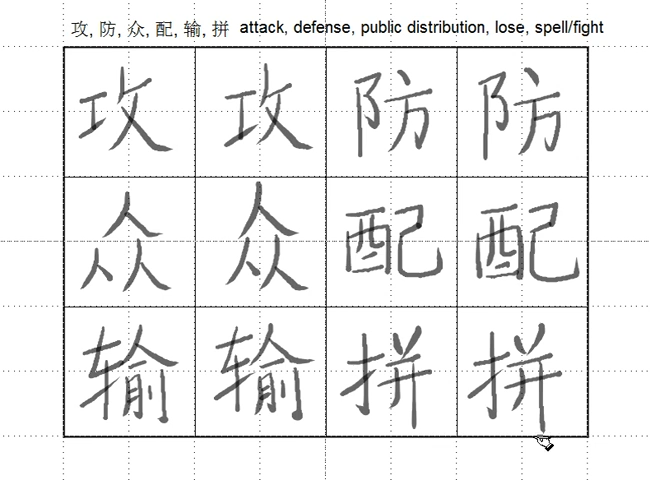 攻, 防, 众, 配, 输, 拼 attack, defense, public distribution, lose, spell/fight
攻 攻 防 防
众 众 配 配
输 输 拼 拼